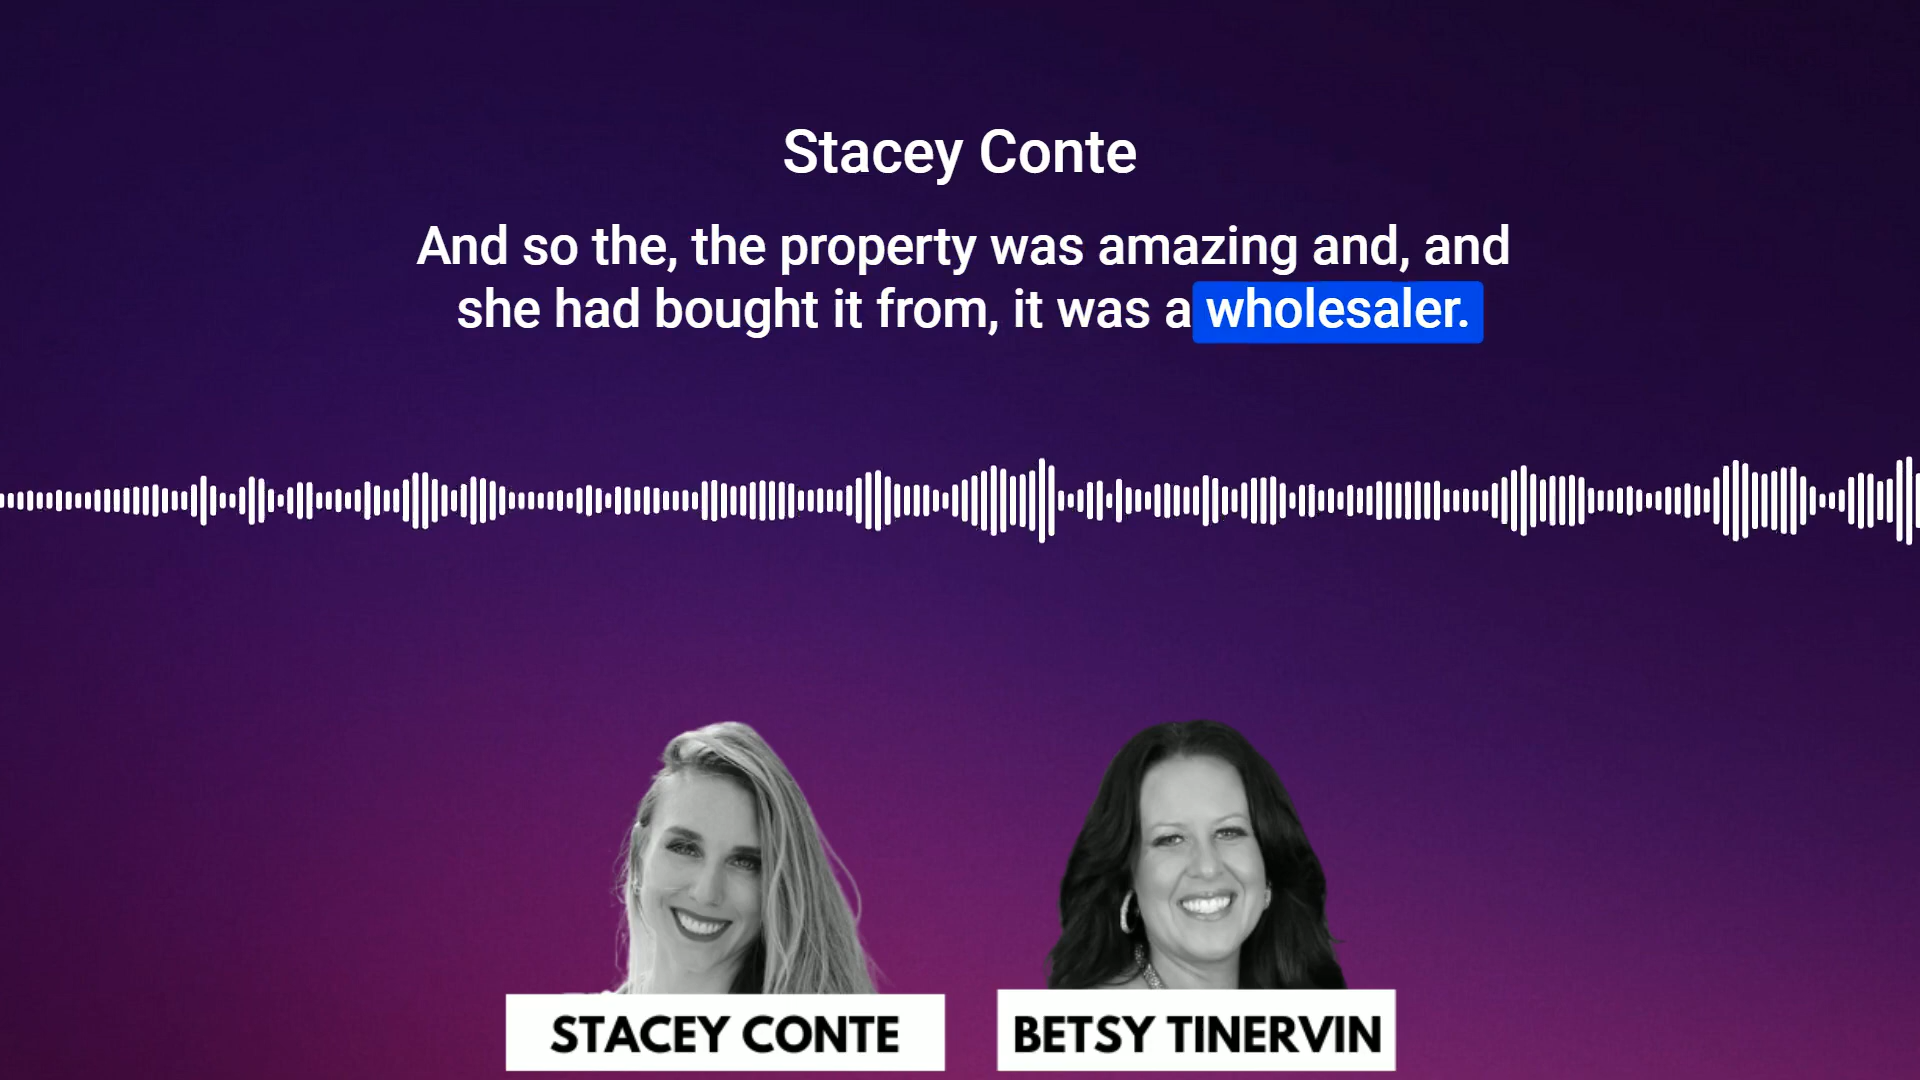 Stacey Conte
And so the, the property was amazing and, and
she had bought it from, it was a wholesaler.
STACEY CONTE
BETSY TINERVIN